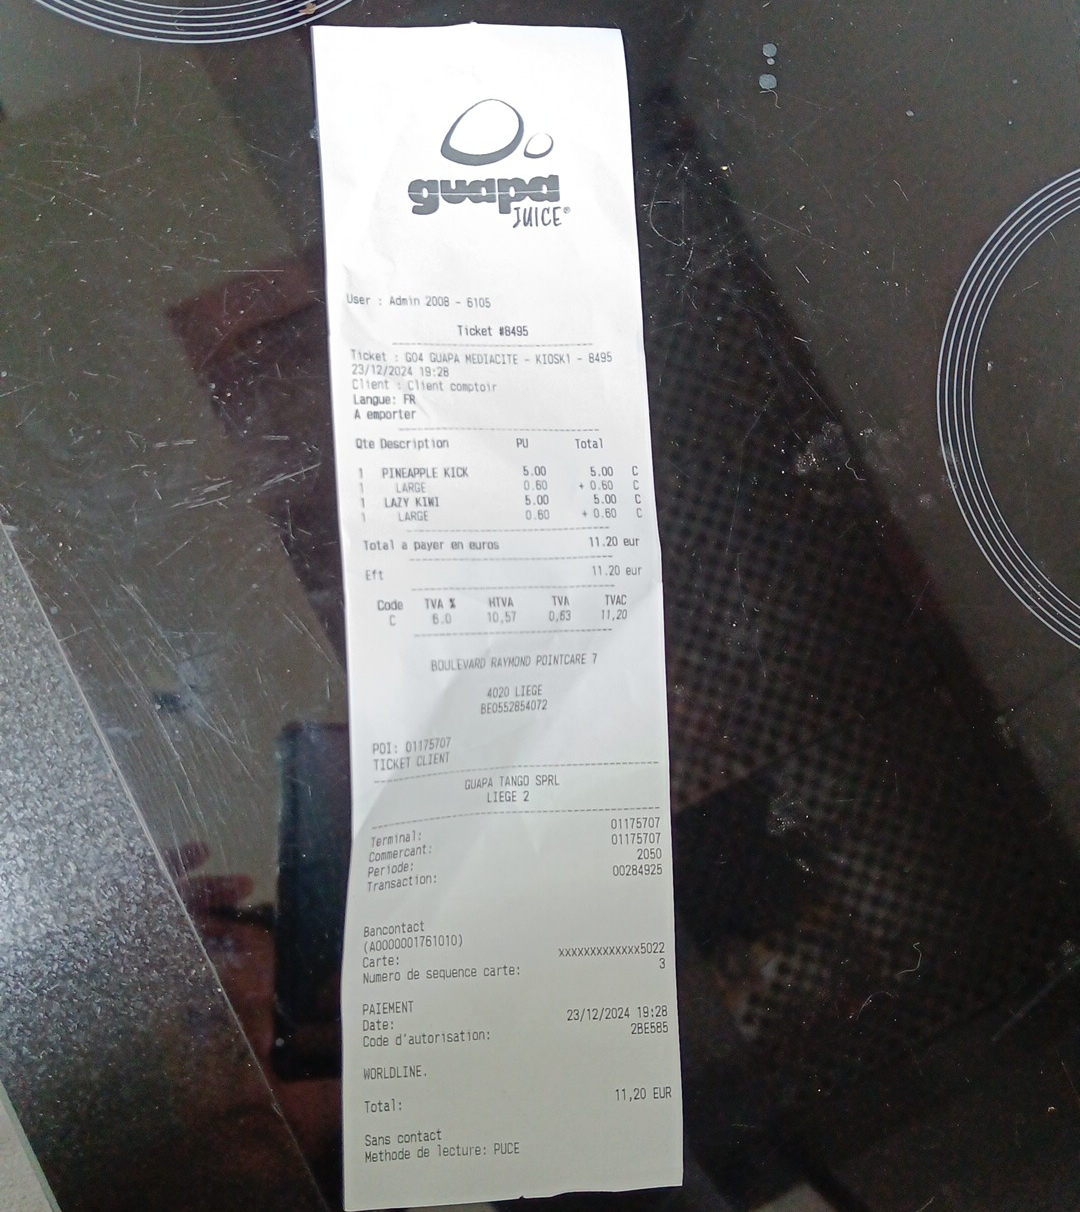 guapa
JUICE®
User : Admin 2008 - 6105
Ticket #8495
Ticket : G04 GUAPA MEDIACITE - KIOSK1 - 8495
23/12/2024 19:28
Client : Client comptoir
Langue: FR
A emporter
Qte Description PU Total
1 PINEAPPLE KICK 5.00 5.00 C
1 LARGE 0.60 + 0.60 C
1 LAZY KIWI 5.00 5.00 C
1 LARGE 0.60 + 0.60 C
Total a payer en euros 11.20 eur
Eft 11.20 eur
Code TVA % HTVA TVA TVAC
C 6.0 10,57 0,63 11,20
BOULEVARD RAYMOND POINTCARE 7
4020 LIEGE
BE0552854072
POI: 01175707
TICKET CLIENT
GUAPA TANGO SPRL
LIEGE 2
Terminal: 01175707
Commercant: 01175707
Periode: 2050
Transaction: 00284925
Bancontact
(A0000001761010)
Carte: xxxxxxxxxxxxx5022
Numero de sequence carte: 3
PAIEMENT
Date: 23/12/2024 19:28
Code d'autorisation: 2BE585
WORLDLINE.
Total: 11,20 EUR
Sans contact
Methode de lecture: PUCE